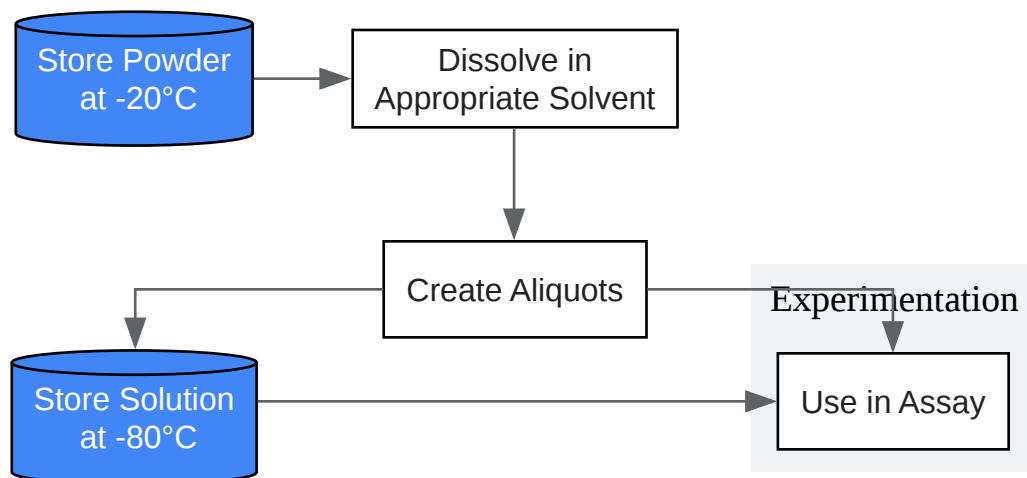 Store Powder
at -20°C
Dissolve in
Appropriate Solvent
Create Aliquots
Experimentation
Store Solution
at -80°C
Use in Assay